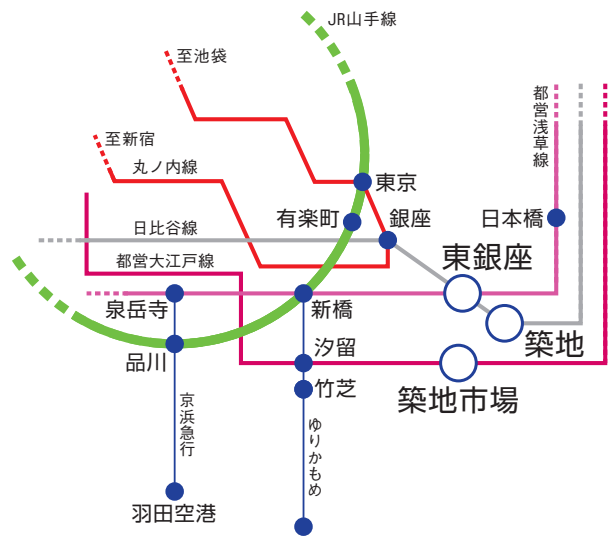 JR山手線
至池袋
都営浅草線
至新宿
丸ノ内線
東京
有楽町
銀座
日本橋
日比谷線
東銀座
都営大江戸線
泉岳寺
新橋
築地
品川
汐留
竹芝
築地市場
京浜急行
ゆりかもめ
羽田空港